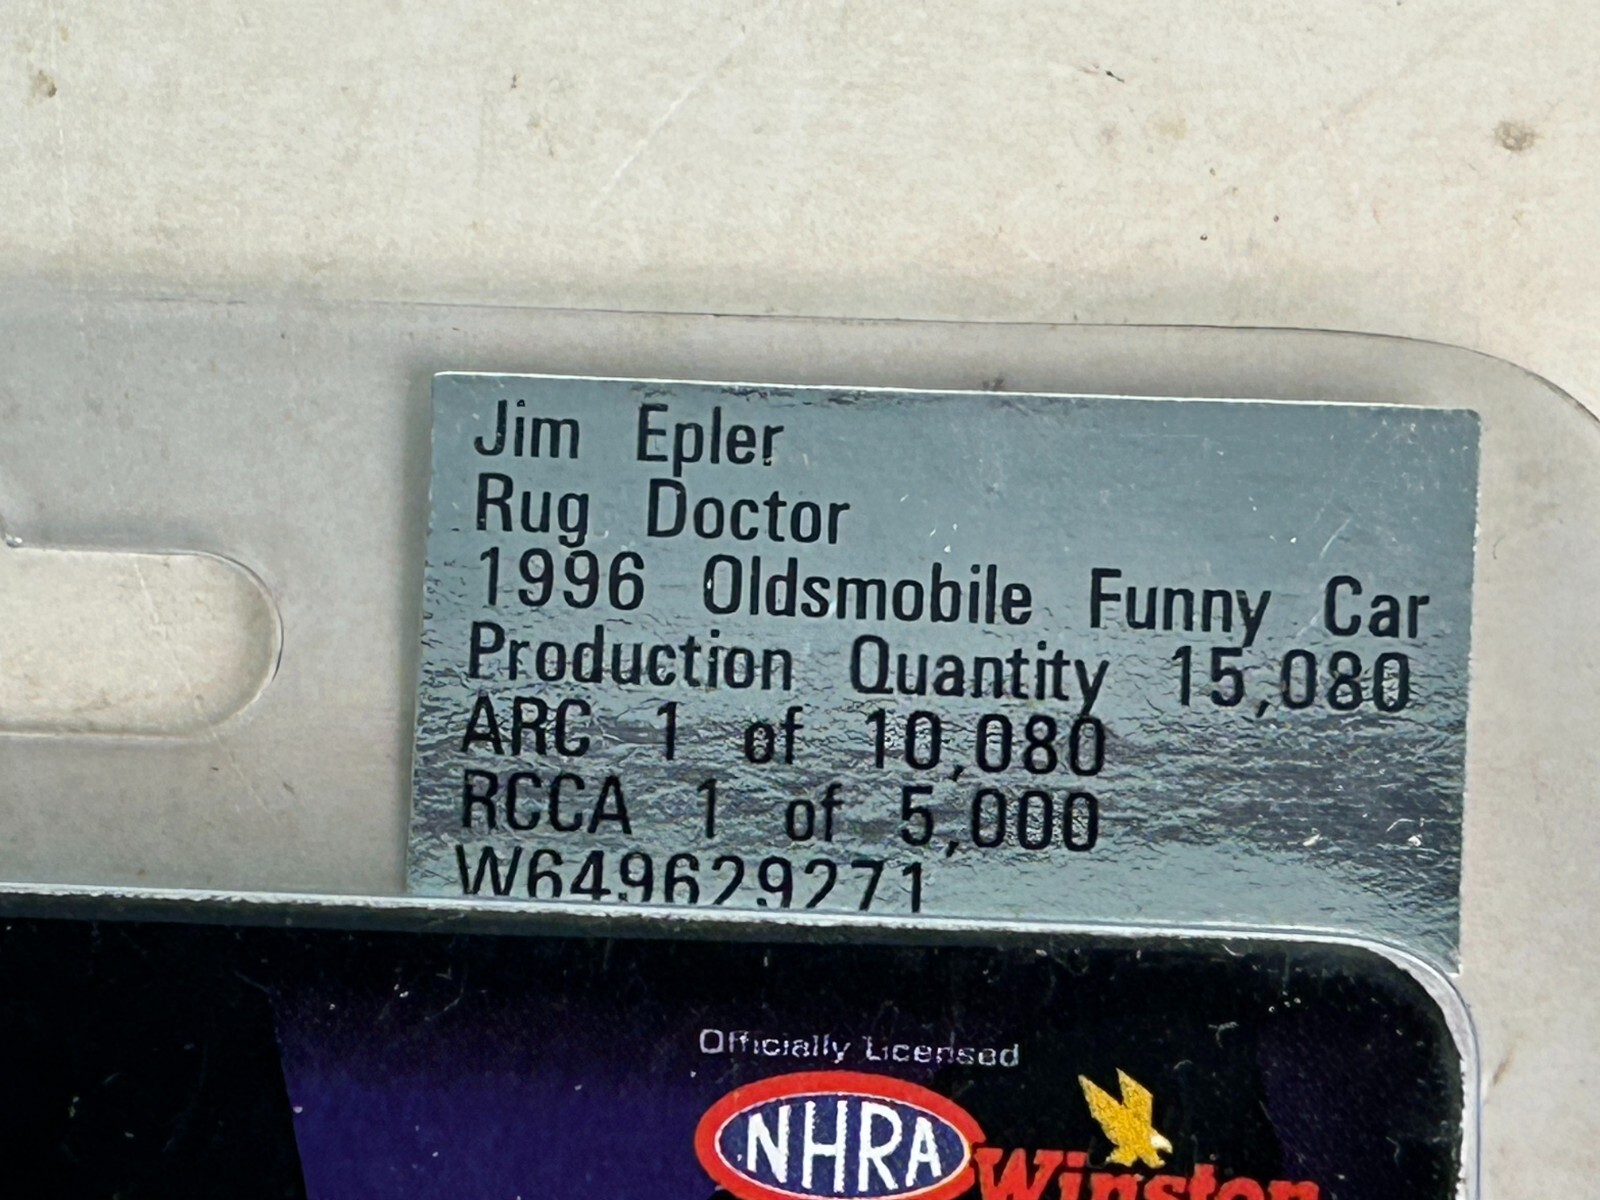 Jim Epler
Rug Doctor
1996 Oldsmobile Funny Car
Production Quantity 15,080
ARC 1 of 10,080
RCCA 1 of 5,000
W649629271
Officially Licensed
NHRA
Winston